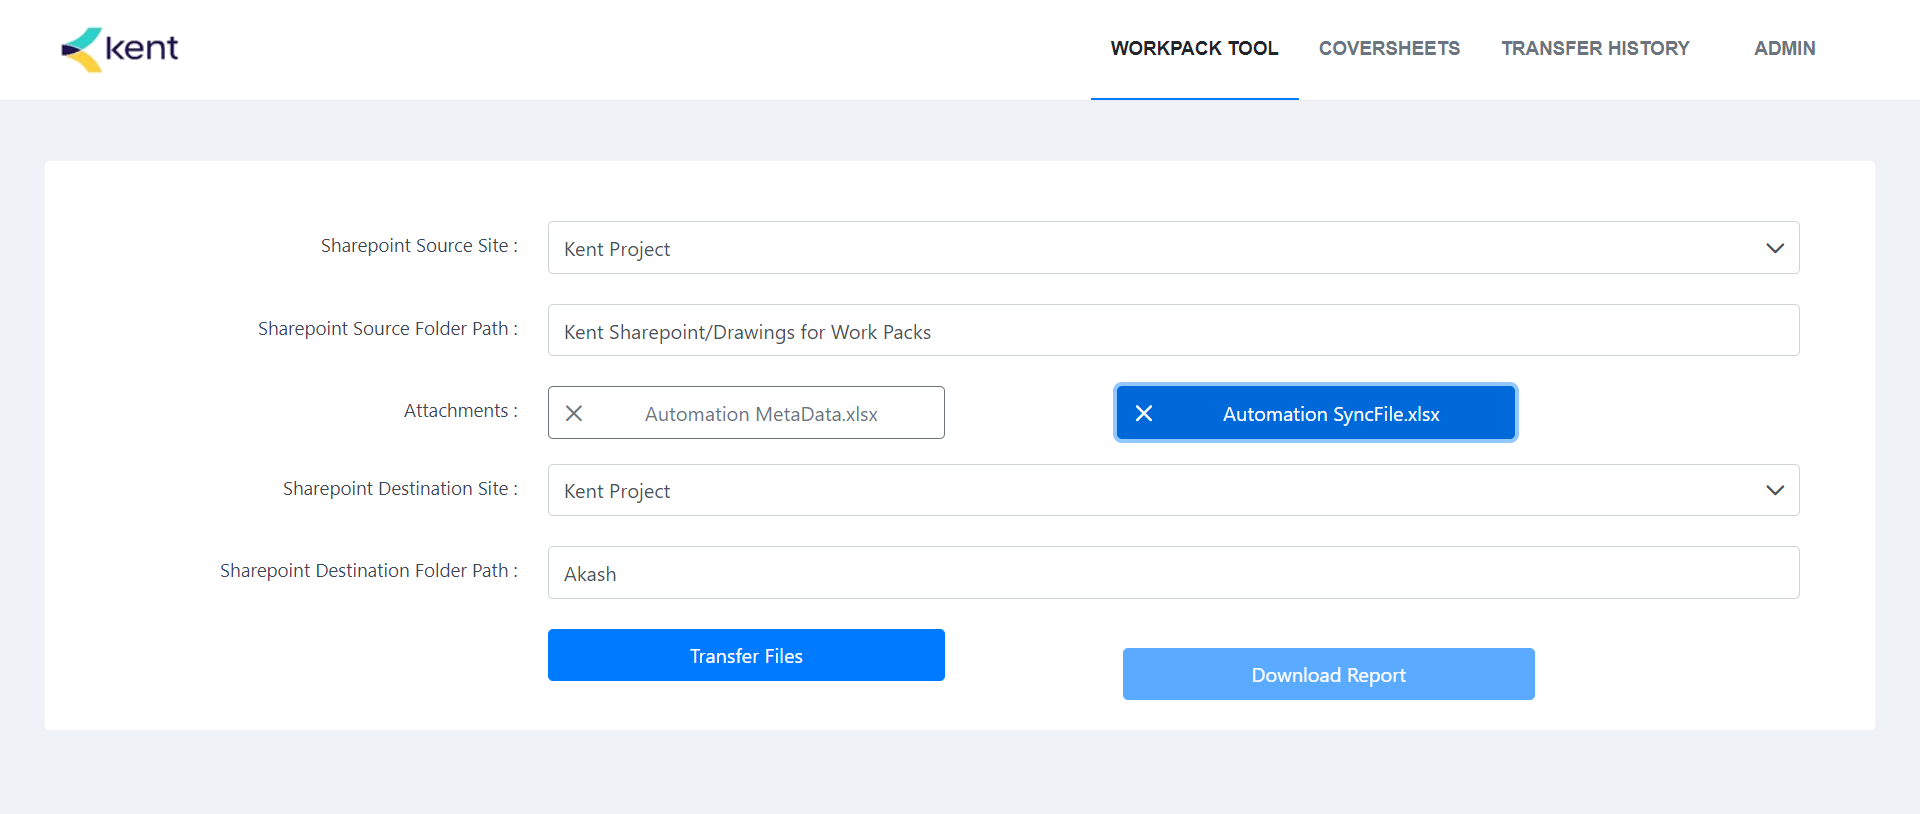 kent
WORKPACK TOOL COVERSHEETS TRANSFER HISTORY ADMIN
Sharepoint Source Site : Kent Project
Sharepoint Source Folder Path : Kent Sharepoint/Drawings for Work Packs
Attachments : Automation MetaData.xlsx Automation SyncFile.xlsx
Sharepoint Destination Site : Kent Project
Sharepoint Destination Folder Path : Akash
Transfer Files
Download Report